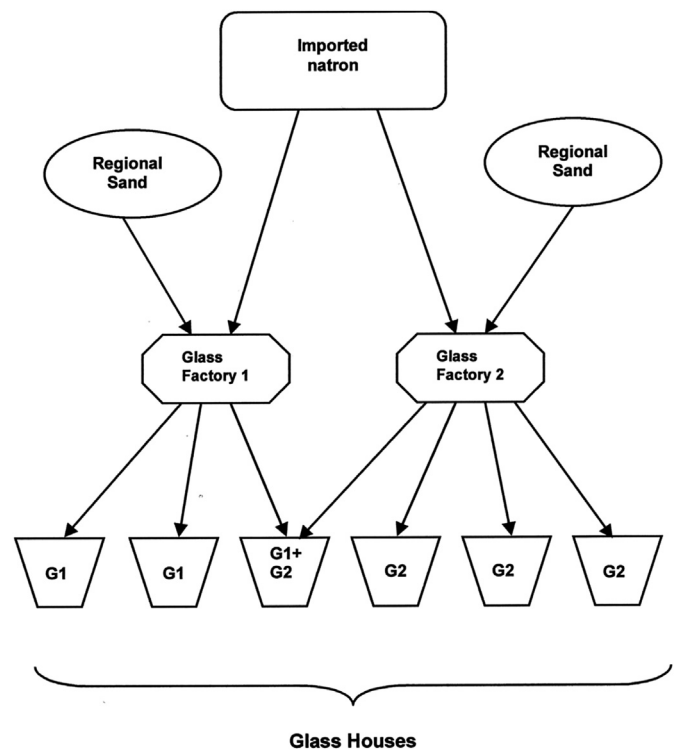 Imported
natron
Regional
Sand
Regional
Sand
Glass
Factory 1
Glass
Factory 2
G1
G1
G1+
G2
G2
G2
G2
Glass Houses